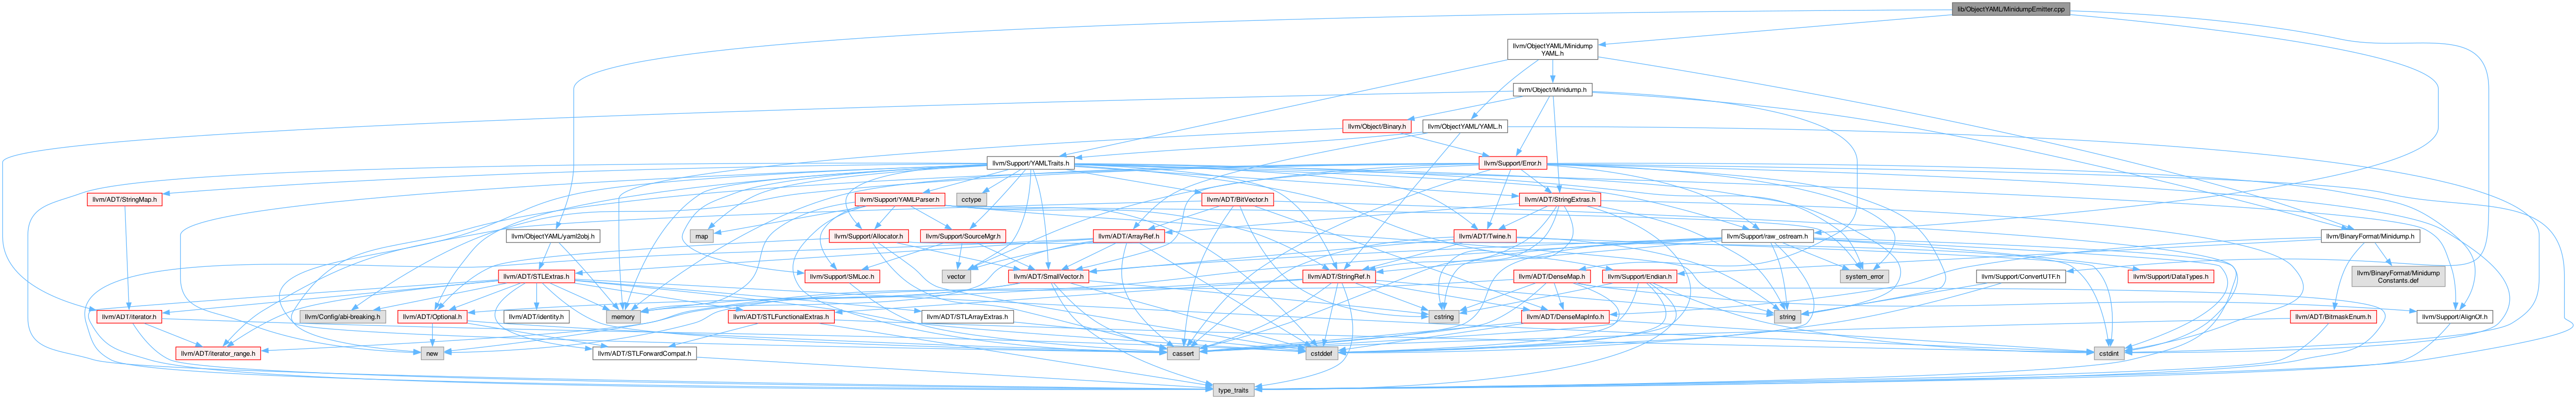 lib/ObjectYAML/MinidumpEmitter.cpp
llvm/ObjectYAML/Minidump
YAML.h
llvm/Object/Minidump.h
llvm/Object/Binary.h
llvm/ObjectYAML/YAML.h
llvm/Support/YAMLTraits.h
llvm/Support/Error.h
llvm/ADT/StringMap.h
llvm/Support/YAMLParser.h
cctype
llvm/ADT/BitVector.h
llvm/ADT/StringExtras.h
llvm/ObjectYAML/yaml2obj.h
map
llvm/Support/Allocator.h
llvm/Support/SourceMgr.h
llvm/ADT/ArrayRef.h
llvm/ADT/Twine.h
llvm/Support/raw_ostream.h
llvm/BinaryFormat/Minidump.h
llvm/ADT/STLExtras.h
llvm/Support/SMLoc.h
vector
llvm/ADT/SmallVector.h
llvm/ADT/StringRef.h
llvm/ADT/DenseMap.h
llvm/Support/Endian.h
system_error
llvm/Support/ConvertUTF.h
llvm/Support/DataTypes.h
llvm/BinaryFormat/Minidump
Constants.def
llvm/ADT/iterator.h
llvm/Config/abi-breaking.h
llvm/ADT/Optional.h
llvm/ADT/identity.h
memory
llvm/ADT/STLFunctionalExtras.h
llvm/ADT/STLArrayExtras.h
cstring
llvm/ADT/DenseMapInfo.h
string
llvm/ADT/BitmaskEnum.h
llvm/Support/AlignOf.h
llvm/ADT/iterator_range.h
new
llvm/ADT/STLForwardCompat.h
cassert
cstddef
cstdint
type_traits